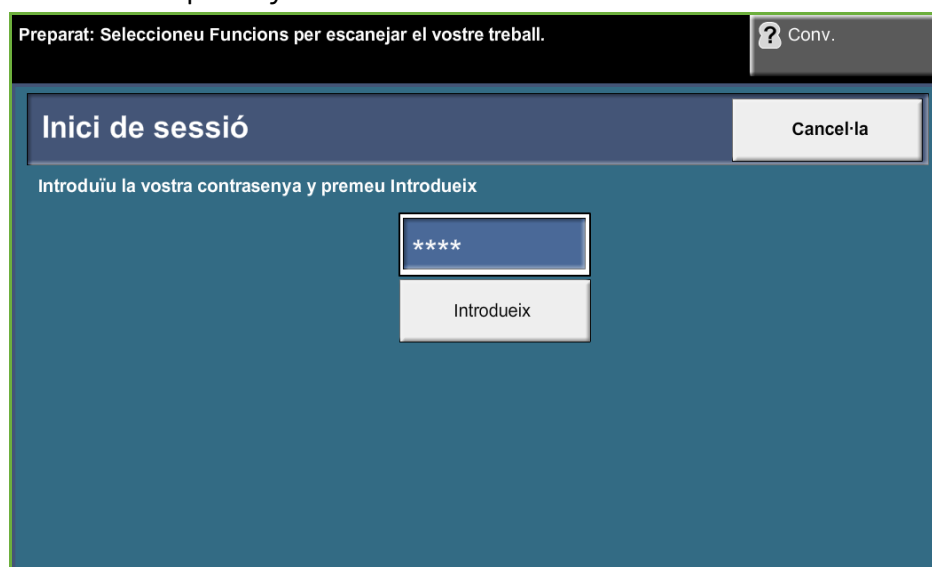 Preparat: Seleccioneu Funcions per escanejar el vostre treball.
? Conv.
Inici de sessió
Cancel·la
Introduïu la vostra contrasenya y premeu Introdueix
****
Introdueix